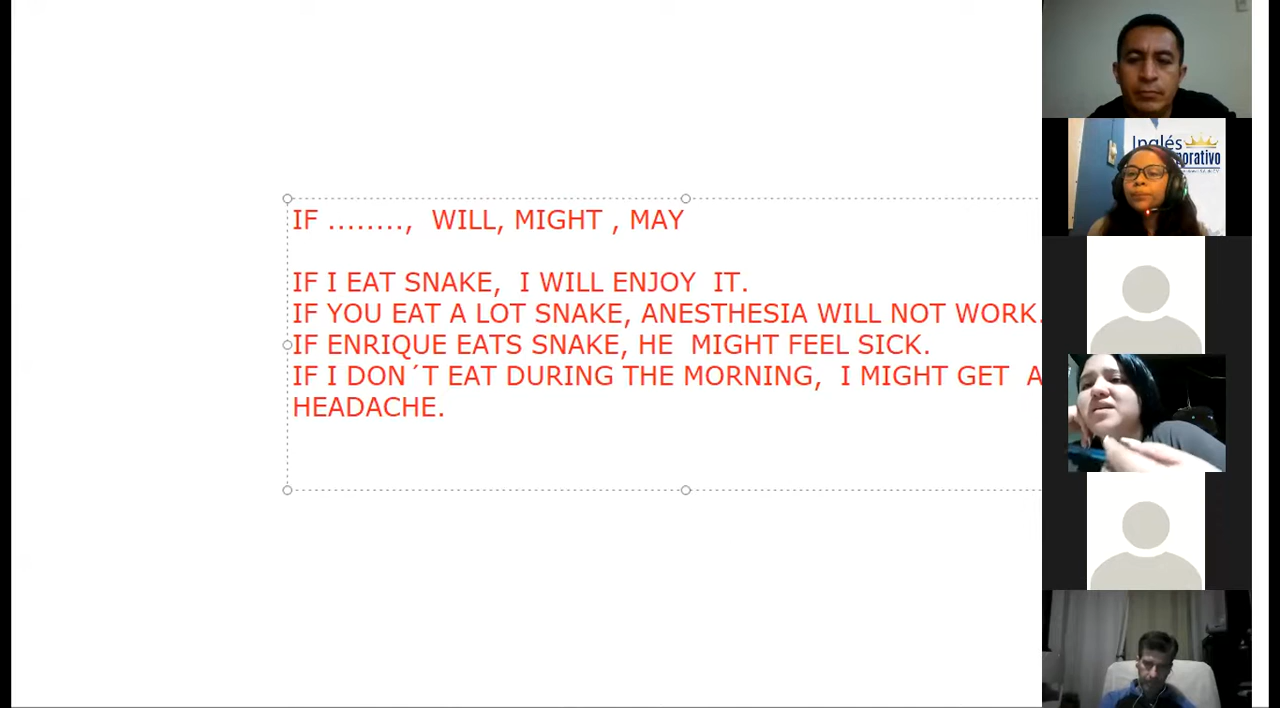 IF ........, WILL, MIGHT , MAY
IF I EAT SNAKE, I WILL ENJOY IT.
IF YOU EAT A LOT SNAKE, ANESTHESIA WILL NOT WORK.
IF ENRIQUE EATS SNAKE, HE MIGHT FEEL SICK.
IF I DON´T EAT DURING THE MORNING, I MIGHT GET A
HEADACHE.
Inglés